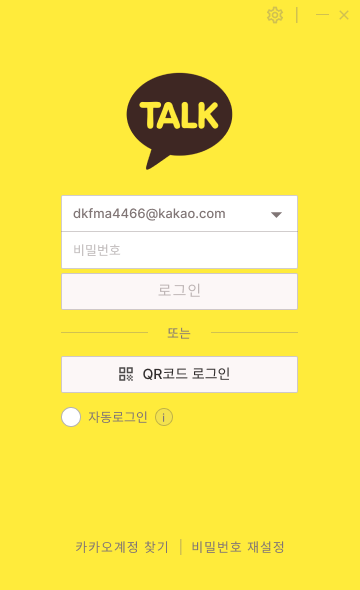 TALK
dkfma4466@kakao.com
비밀번호
로그인
또는
QR코드 로그인
자동로그인 i
카카오계정 찾기 | 비밀번호 재설정